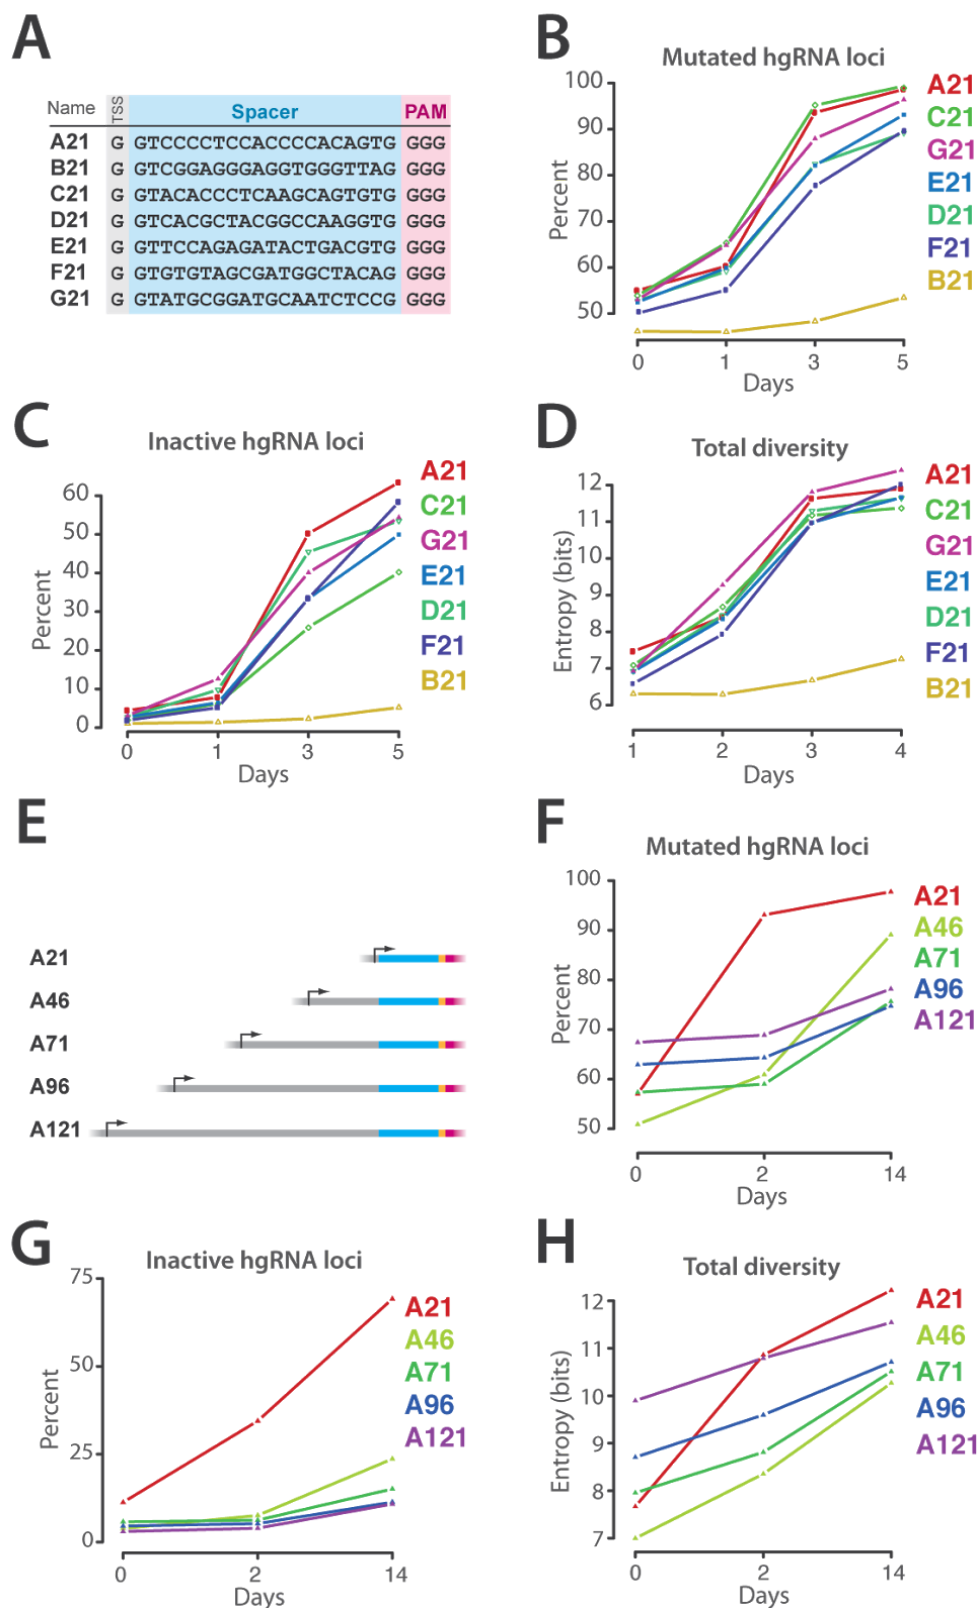 A
Name TSS Spacer PAM
A21 G GTCCCCTCCACCCCACAGTG GGG
B21 G GTCGGAGGGAGGTGGGTTAG GGG
C21 G GTACACCCTCAAGCAGTGTG GGG
D21 G GTCACGCTACGGCCAAGGTG GGG
E21 G GTTCCAGAGATACTGACGTG GGG
F21 G GTGTGTAGCGATGGCTACAG GGG
G21 G GTATGCGGATGCAATCTCCG GGG
B
Mutated hgRNA loci
Percent
100
90
80
70
60
50
0 1 3 5
Days
A21
C21
G21
E21
D21
F21
B21
C
Inactive hgRNA loci
Percent
60
50
40
30
20
10
0
0 1 3 5
Days
A21
C21
G21
E21
D21
F21
B21
D
Total diversity
Entropy (bits)
12
11
10
9
8
7
6
1 2 3 4
Days
A21
C21
G21
E21
D21
F21
B21
E
A21
A46
A71
A96
A121
F
Mutated hgRNA loci
Percent
100
90
80
70
60
50
0 2 14
Days
A21
A46
A71
A96
A121
G
Inactive hgRNA loci
Percent
75
50
25
0
0 2 14
Days
A21
A46
A71
A96
A121
H
Total diversity
Entropy (bits)
12
11
10
9
8
7
0 2 14
Days
A21
A46
A71
A96
A121